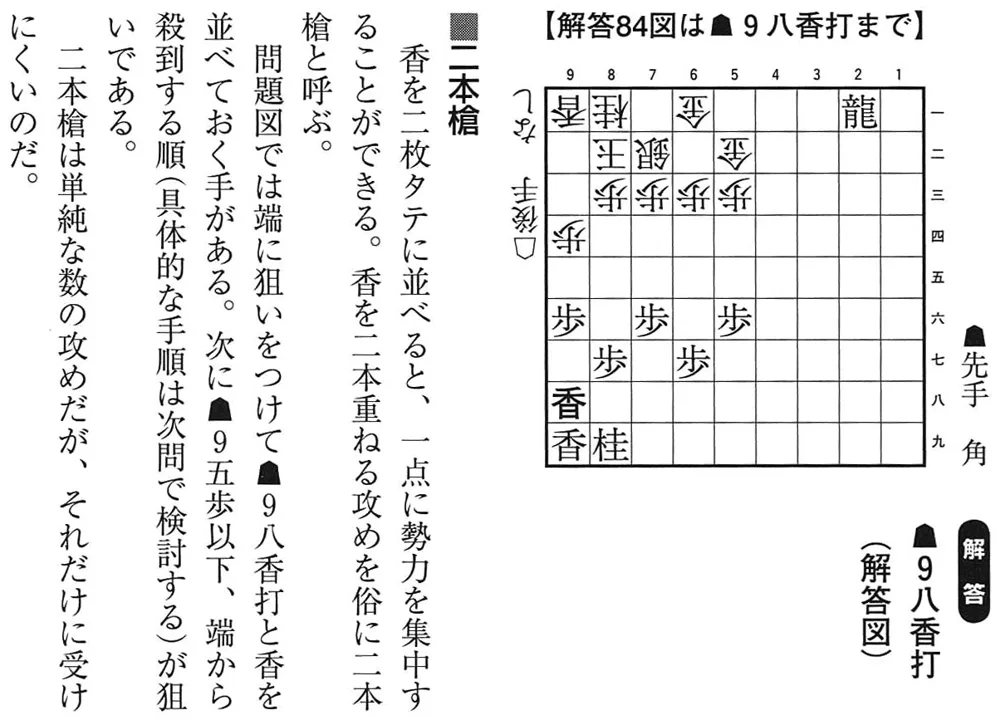 【解答84図は▲9八香打まで】
9 8 7 6 5 4 3 2 1
香 桂 金 龍 一
王 銀 金 二
歩 歩 歩 歩 三
歩 四
五
歩 歩 歩 六
歩 歩 七
香 八
香 桂 九
▲先手 角
△後手 なし
解答
▲9八香打
(解答図)
■二本槍
香を二枚タテに並べると、一点に勢力を集中す
ることができる。香を二本重ねる攻めを俗に二本
槍と呼ぶ。
問題図では端に狙いをつけて▲9八香打と香を
並べておく手がある。次に▲9五歩以下、端から
殺到する順(具体的な手順は次問で検討する)が狙
いである。
二本槍は単純な数の攻めだが、それだけに受け
にくいのだ。